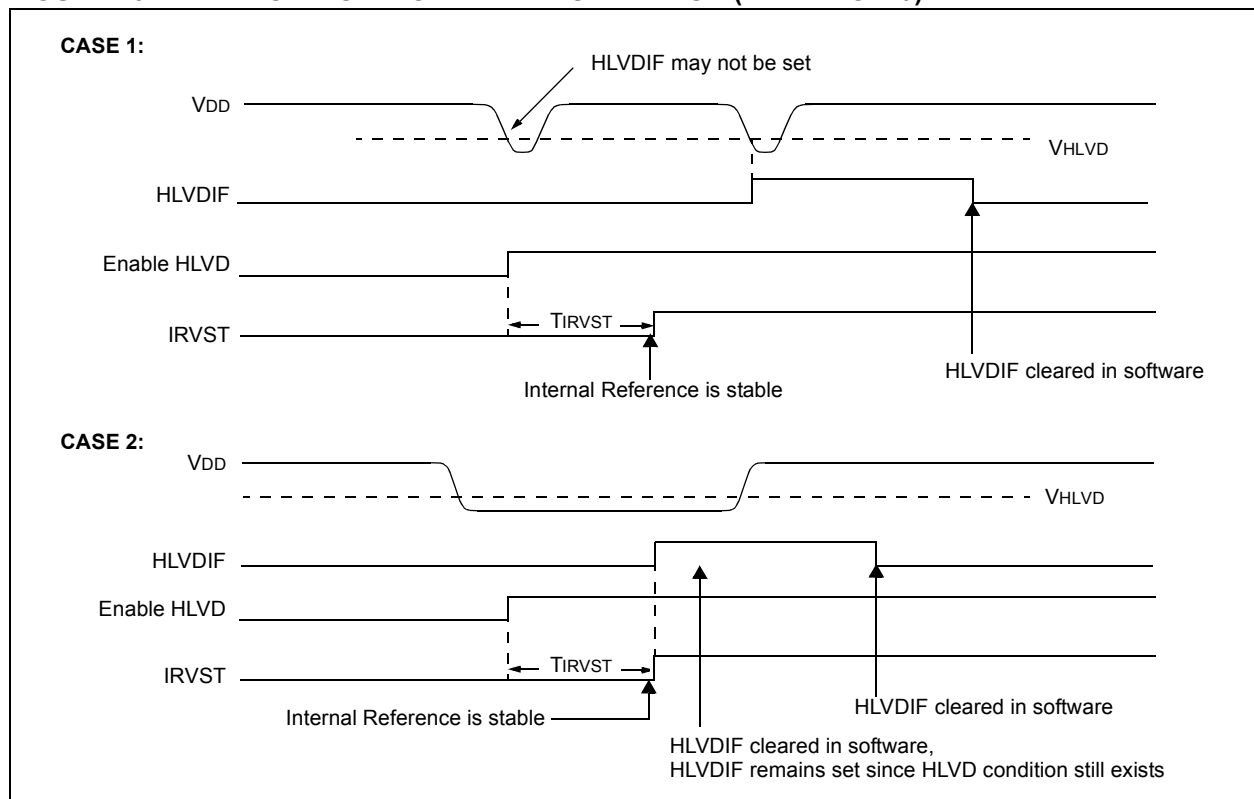 CASE 1:
HLVDIF may not be set
VDD
VHLVD
HLVDIF
Enable HLVD
TIRVST
IRVST
HLVDIF cleared in software
Internal Reference is stable
CASE 2:
VDD
VHLVD
HLVDIF
Enable HLVD
TIRVST
IRVST
HLVDIF cleared in software
Internal Reference is stable
HLVDIF cleared in software,
HLVDIF remains set since HLVD condition still exists